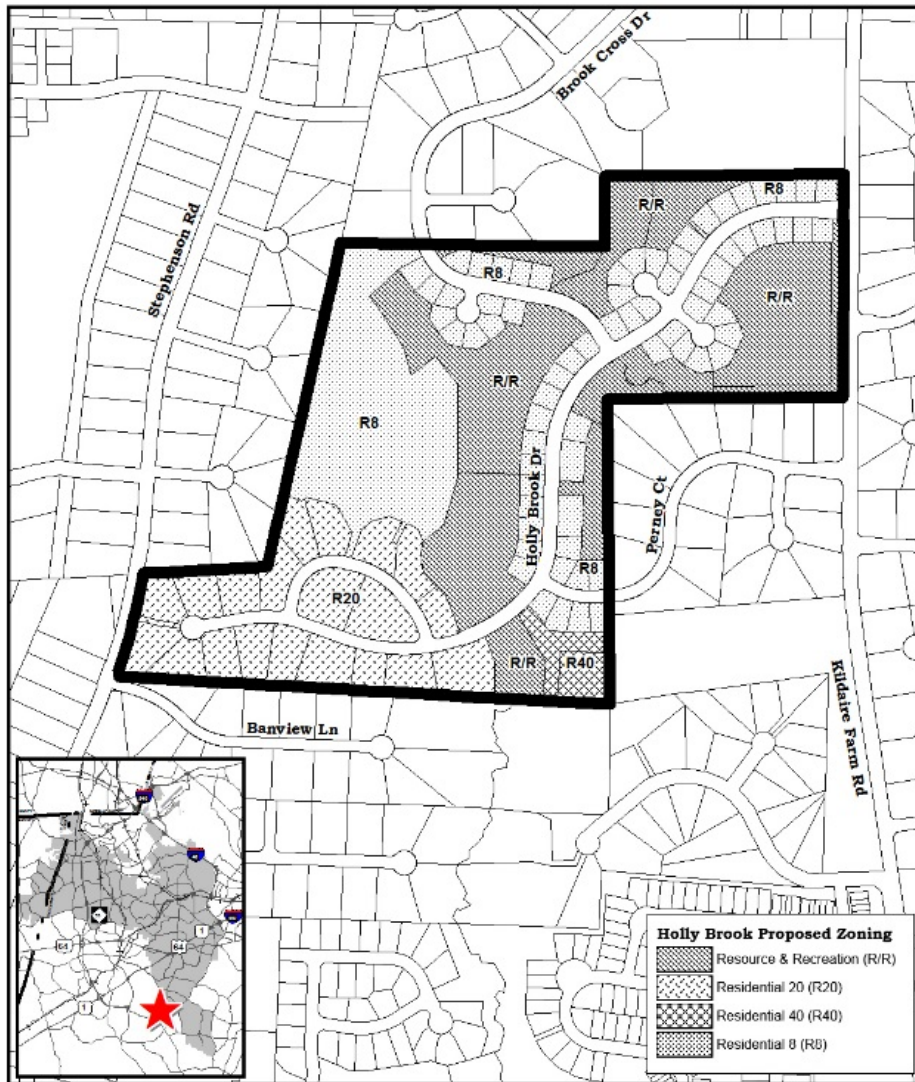 Brook Cross Dr
Stephenson Rd
R8
R/R
R8
R/R
R/R
R8
Holly Brook Dr
Perney Ct
R8
R20
R/R
R40
Banview Ln
Kildaire Farm Rd
64
1
64
1
Holly Brook Proposed Zoning
Resource & Recreation (R/R)
Residential 20 (R20)
Residential 40 (R40)
Residential 8 (R8)